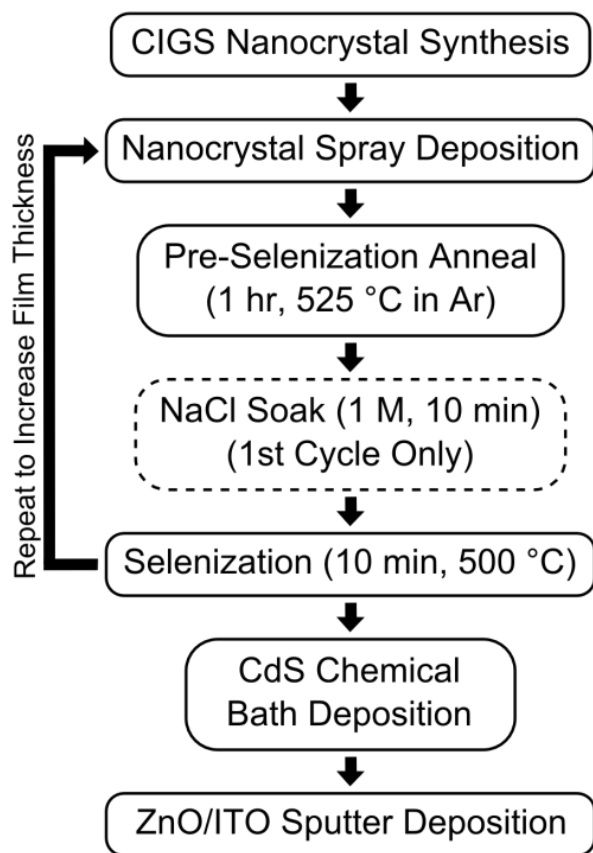 CIGS Nanocrystal Synthesis
Nanocrystal Spray Deposition
Pre-Selenization Anneal
(1 hr, 525 °C in Ar)
NaCl Soak (1 M, 10 min)
(1st Cycle Only)
Selenization (10 min, 500 °C)
CdS Chemical
Bath Deposition
ZnO/ITO Sputter Deposition
Repeat to Increase Film Thickness